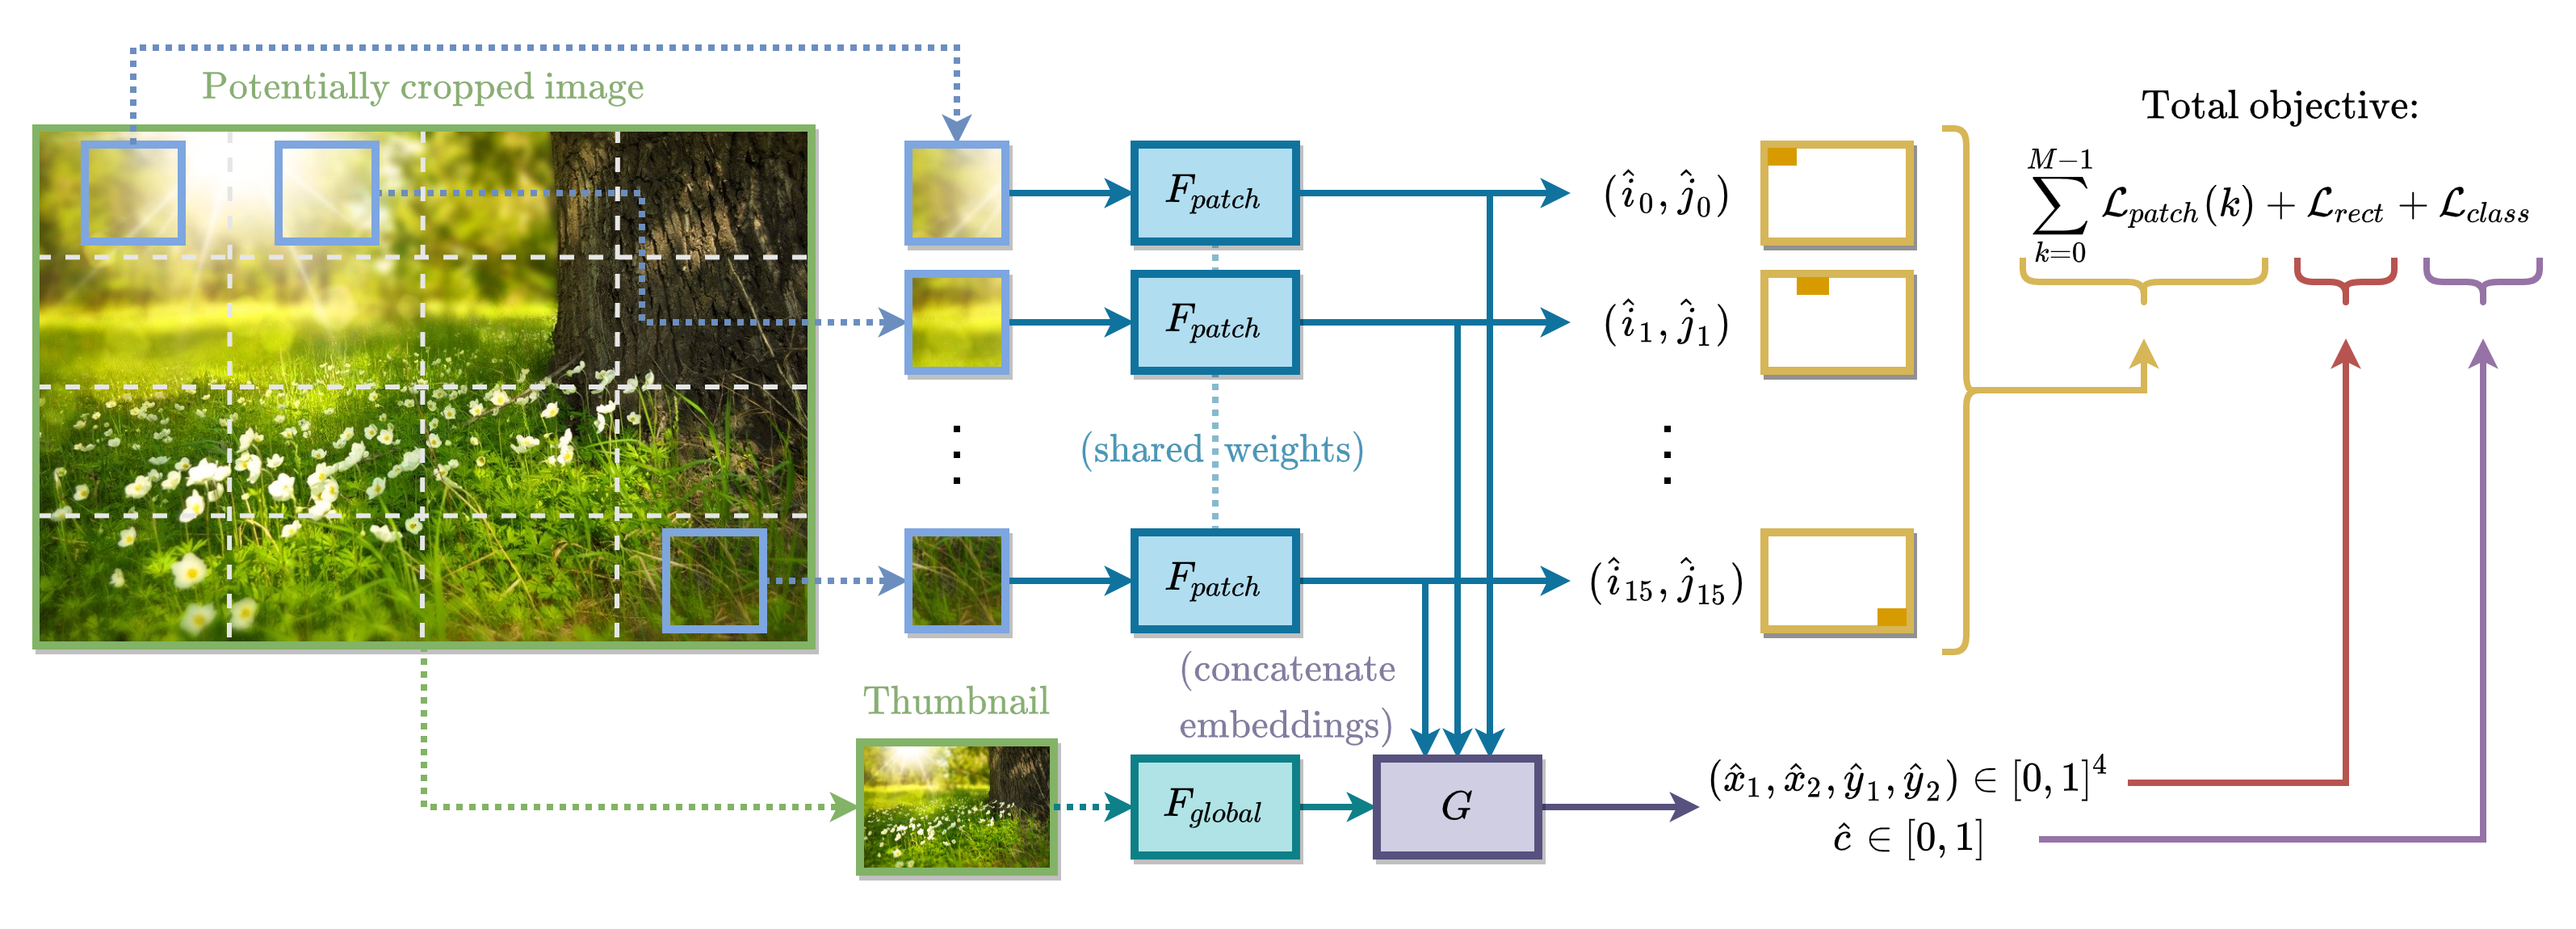 Potentially cropped image
Total objective:
\sum_{k=0}^{M-1} \mathcal{L}_{patch}(k) + \mathcal{L}_{rect} + \mathcal{L}_{class}
F_{patch}
(\hat{i}_0, \hat{j}_0)
F_{patch}
(\hat{i}_1, \hat{j}_1)
(shared weights)
F_{patch}
(\hat{i}_{15}, \hat{j}_{15})
(concatenate
embeddings)
Thumbnail
F_{global}
G
(\hat{x}_1, \hat{x}_2, \hat{y}_1, \hat{y}_2) ∈ [0, 1]^4
\hat{c} ∈ [0, 1]